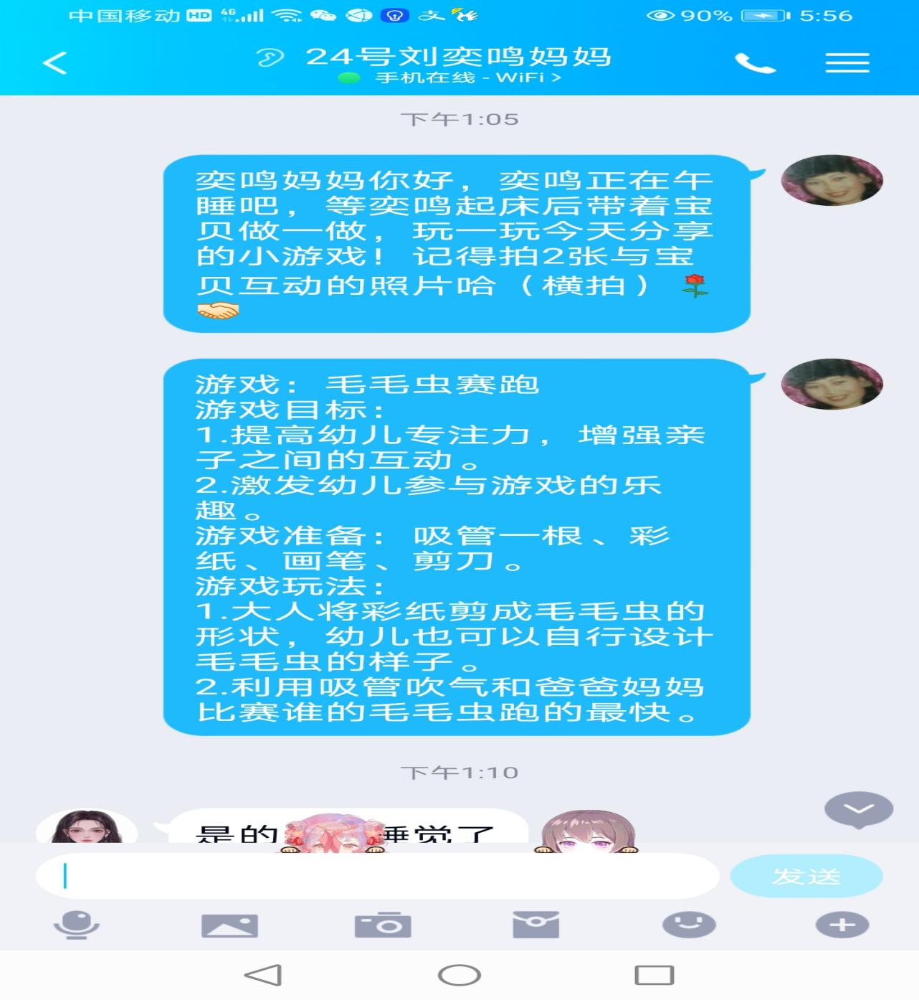 中国移动 HD 4G 90% 5:56
24号刘奕鸣妈妈
手机在线 - WiFi >
下午1:05
奕鸣妈妈你好，奕鸣正在午
睡吧，等奕鸣起床后带着宝
贝做一做，玩一玩今天分享
的小游戏！记得拍2张与宝
贝互动的照片哈（横拍）🌹
🤝
游戏：毛毛虫赛跑
游戏目标：
1.提高幼儿专注力，增强亲
子之间的互动。
2.激发幼儿参与游戏的乐
趣。
游戏准备：吸管一根、彩
纸、画笔、剪刀。
游戏玩法：
1.大人将彩纸剪成毛毛虫的
形状，幼儿也可以自行设计
毛毛虫的样子。
2.利用吸管吹气和爸爸妈妈
比赛谁的毛毛虫跑的最快。
下午1:10
是的 睡觉了
发送